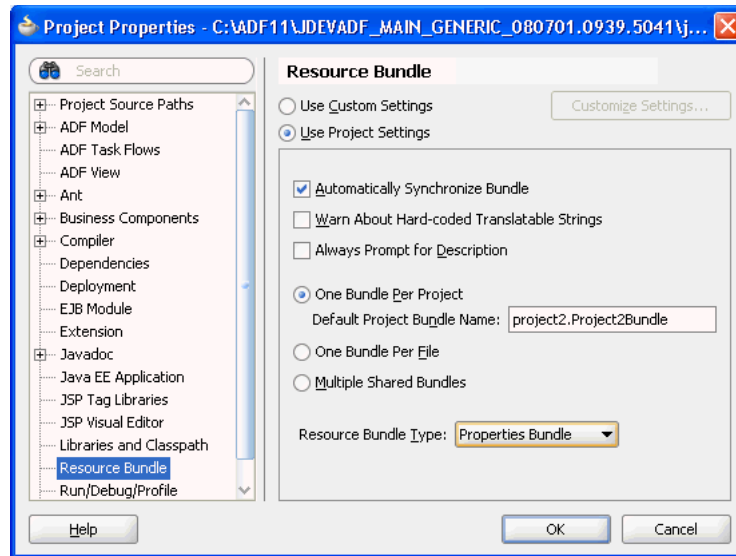 Project Properties - C:\ADF11\JDEVADF_MAIN_GENERIC_080701.0939.5041\j...
Search
Project Source Paths
ADF Model
ADF Task Flows
ADF View
Ant
Business Components
Compiler
Dependencies
Deployment
EJB Module
Extension
Javadoc
Java EE Application
JSP Tag Libraries
JSP Visual Editor
Libraries and Classpath
Resource Bundle
Run/Debug/Profile
Resource Bundle
Use Custom Settings
Customize Settings...
Use Project Settings
Automatically Synchronize Bundle
Warn About Hard-coded Translatable Strings
Always Prompt for Description
One Bundle Per Project
Default Project Bundle Name: project2.Project2Bundle
One Bundle Per File
Multiple Shared Bundles
Resource Bundle Type: Properties Bundle
Help
OK
Cancel